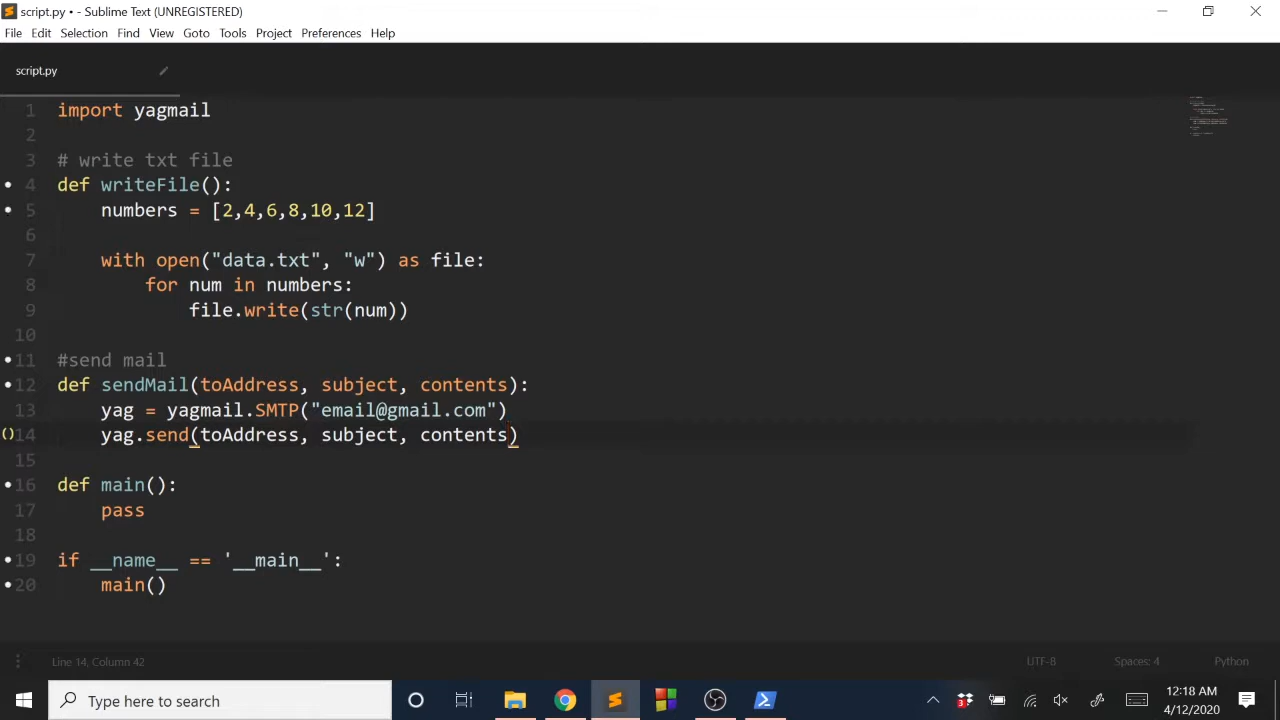 script.py • - Sublime Text (UNREGISTERED)
File Edit Selection Find View Goto Tools Project Preferences Help
script.py
1 import yagmail
2
3 # write txt file
4 def writeFile():
5 numbers = [2,4,6,8,10,12]
6
7 with open("data.txt", "w") as file:
8 for num in numbers:
9 file.write(str(num))
10
11 #send mail
12 def sendMail(toAddress, subject, contents):
13 yag = yagmail.SMTP("email@gmail.com")
14 yag.send(toAddress, subject, contents)
15
16 def main():
17 pass
18
19 if __name__ == '__main__':
20 main()
Line 14, Column 42 UTF-8 Spaces: 4 Python
Type here to search
12:18 AM
4/12/2020